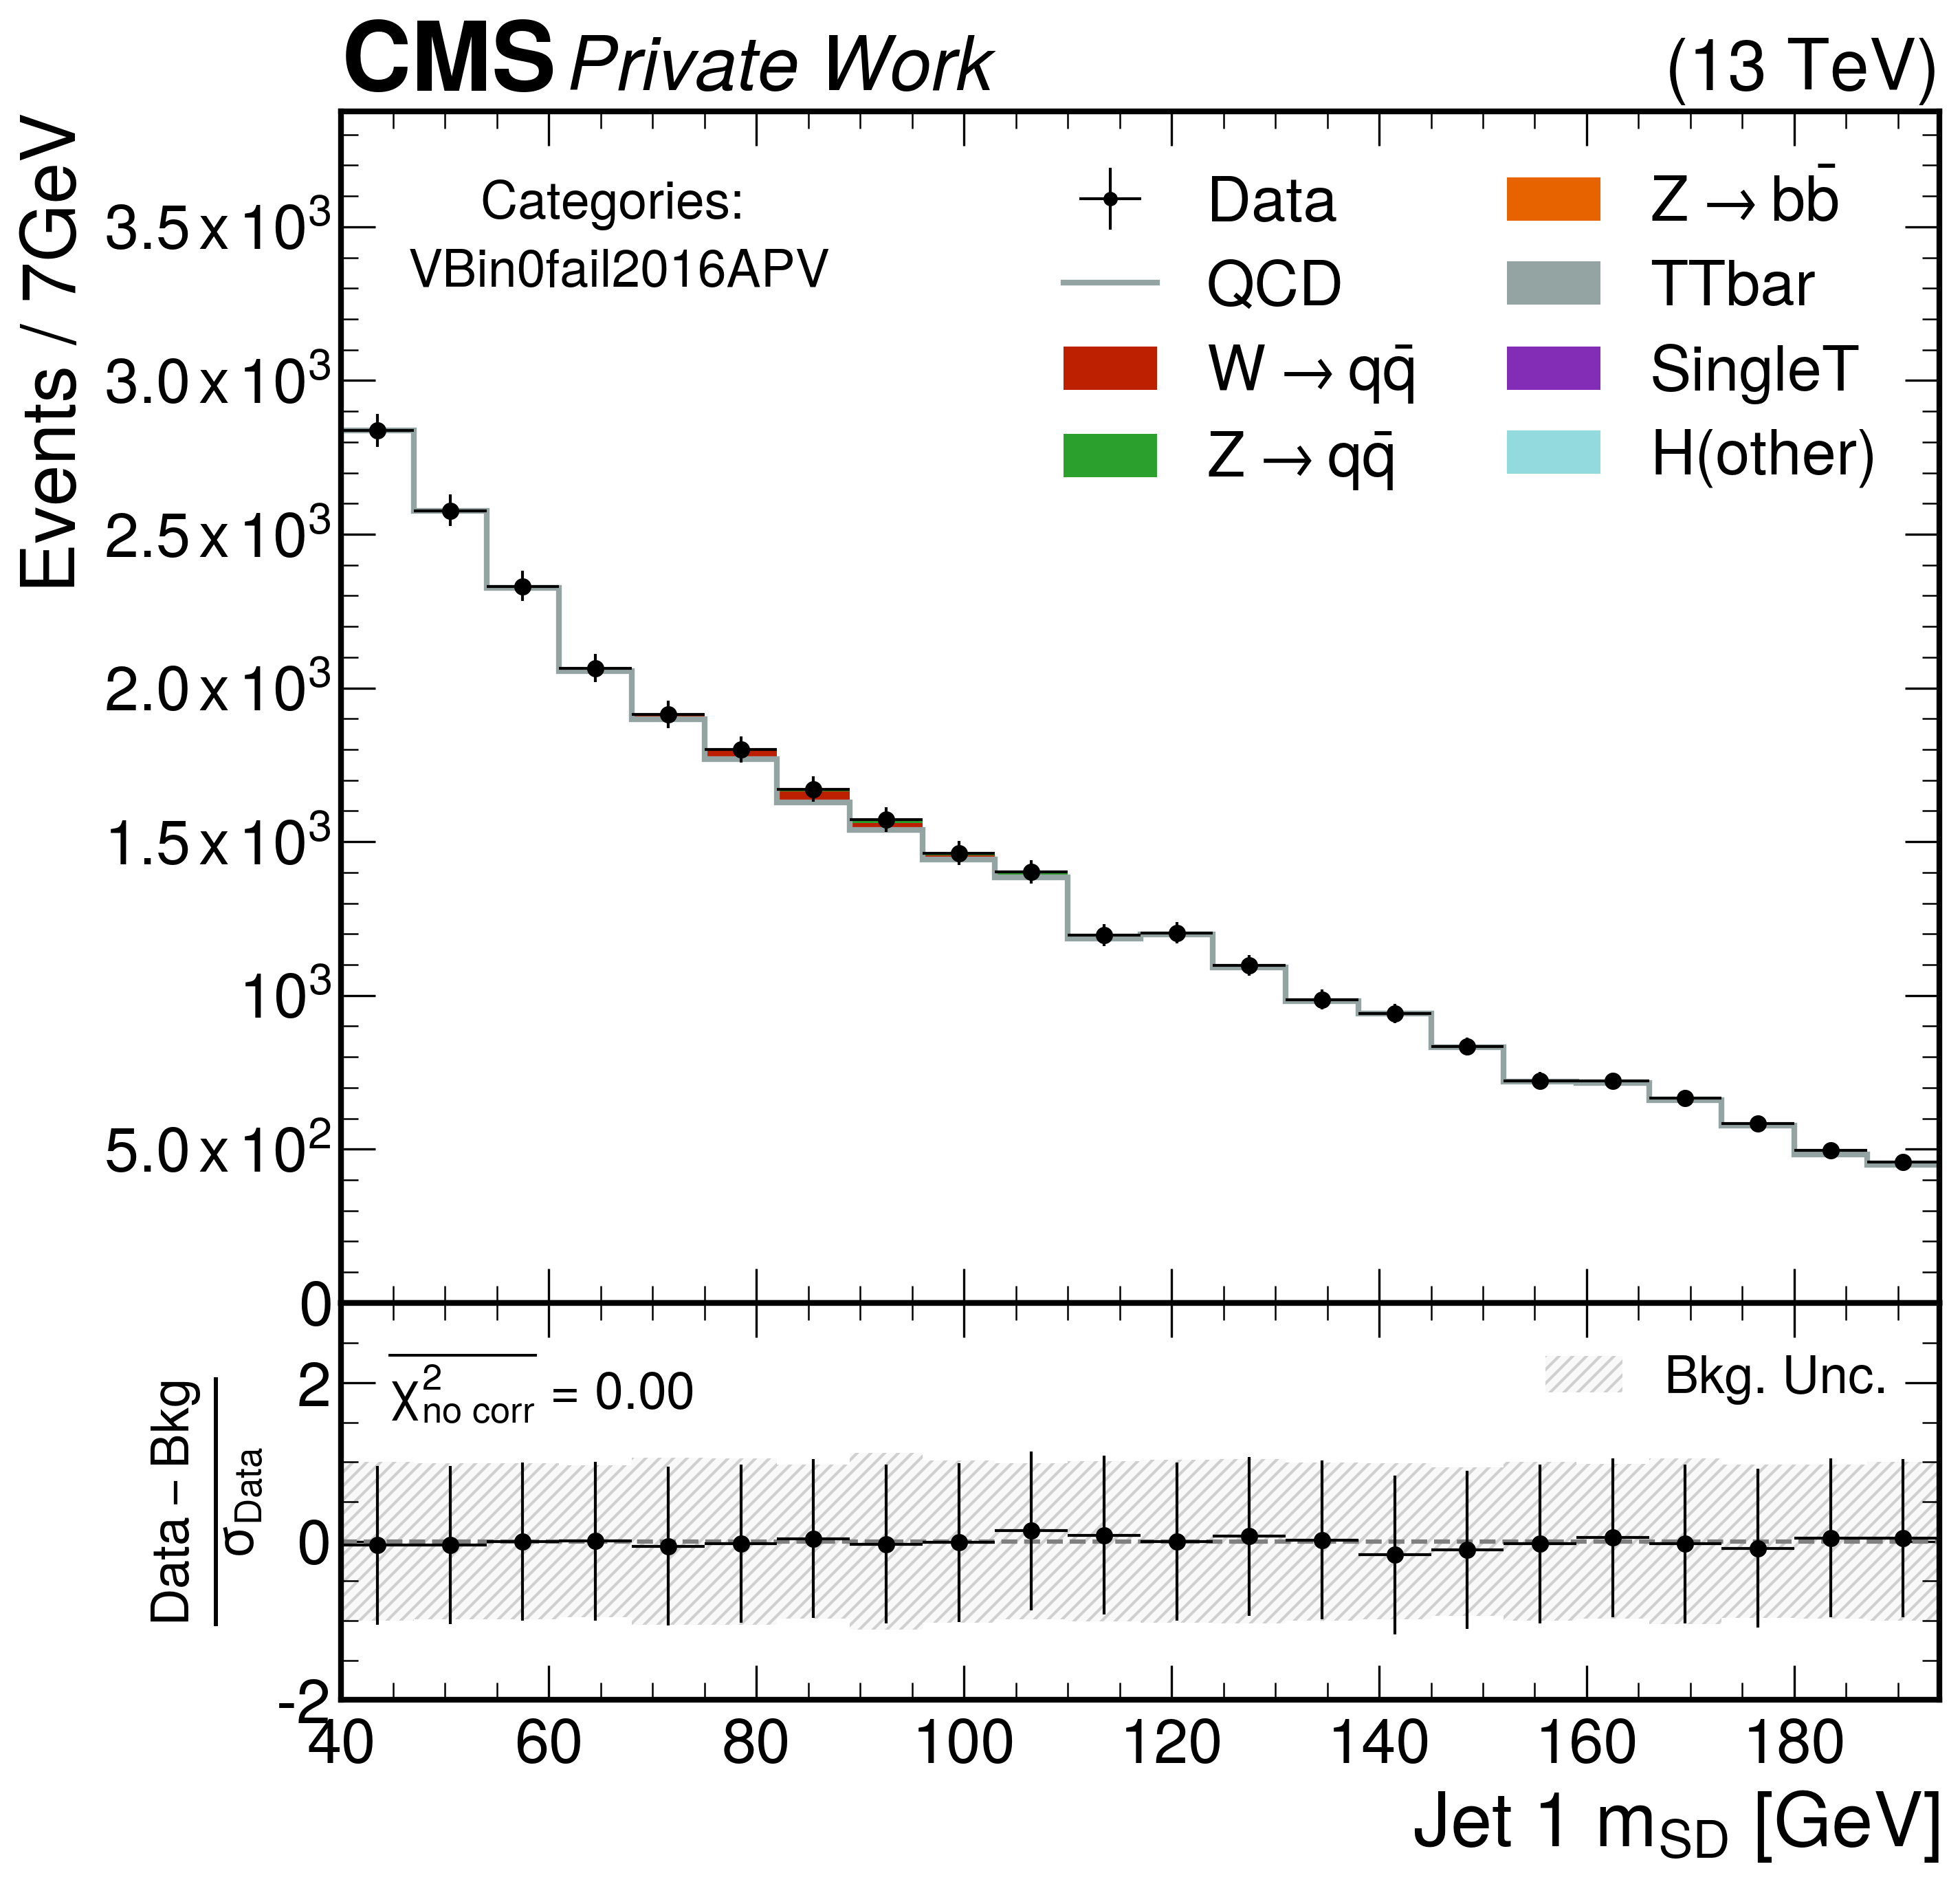 CMS Private Work (13 TeV)
Events / 7GeV
3.5 x 10³
3.0 x 10³
2.5 x 10³
2.0 x 10³
1.5 x 10³
10³
5.0 x 10²
0
Categories:
VBin0fail2016APV
Data
QCD
W → qq̄
Z → qq̄
Z → bb̄
TTbar
SingleT
H(other)
Data – Bkg
σ_Data
2
0
-2
χ²_no corr = 0.00
Bkg. Unc.
40 60 80 100 120 140 160 180
Jet 1 m_SD [GeV]